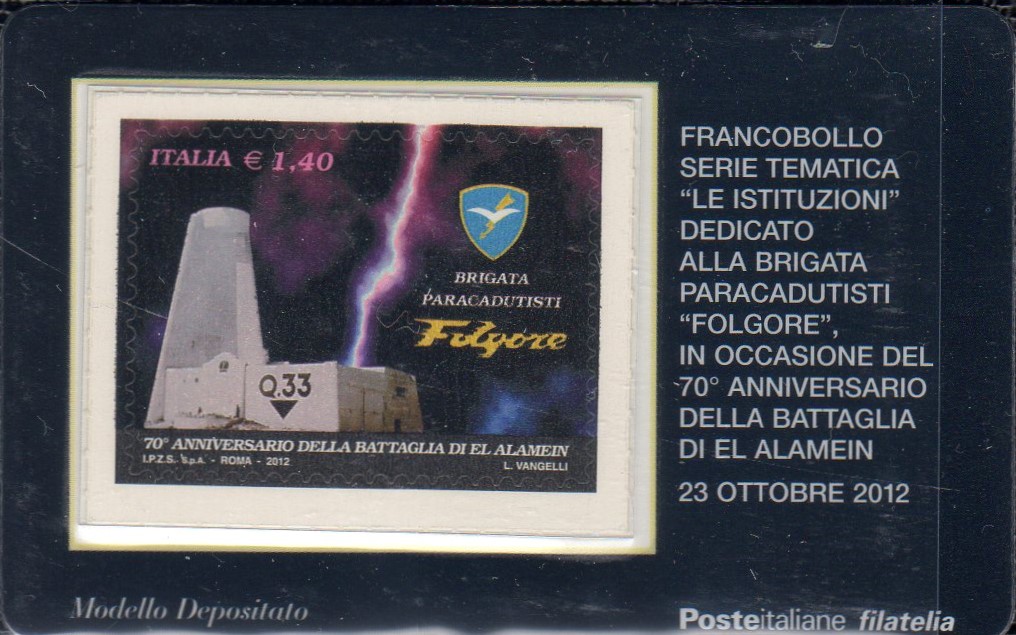 ITALIA € 1,40
BRIGATA
PARACADUTISTI
Folgore
Q.33
70° ANNIVERSARIO DELLA BATTAGLIA DI EL ALAMEIN
I.P.Z.S. S.p.A. - ROMA - 2012
L. VANGELLI
FRANCOBOLLO
SERIE TEMATICA
“LE ISTITUZIONI”
DEDICATO
ALLA BRIGATA
PARACADUTISTI
“FOLGORE”,
IN OCCASIONE DEL
70° ANNIVERSARIO
DELLA BATTAGLIA
DI EL ALAMEIN
23 OTTOBRE 2012
Modello Depositato
Posteitaliane filatelia